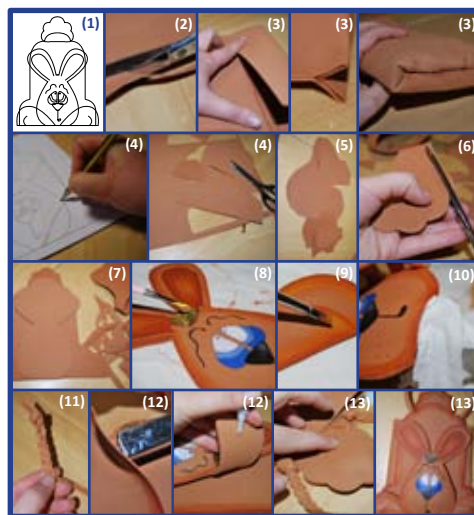 (1) (2) (3) (3) (3)
(4) (4) (5) (6)
(7) (8) (9) (10)
(11) (12) (12) (13) (13)